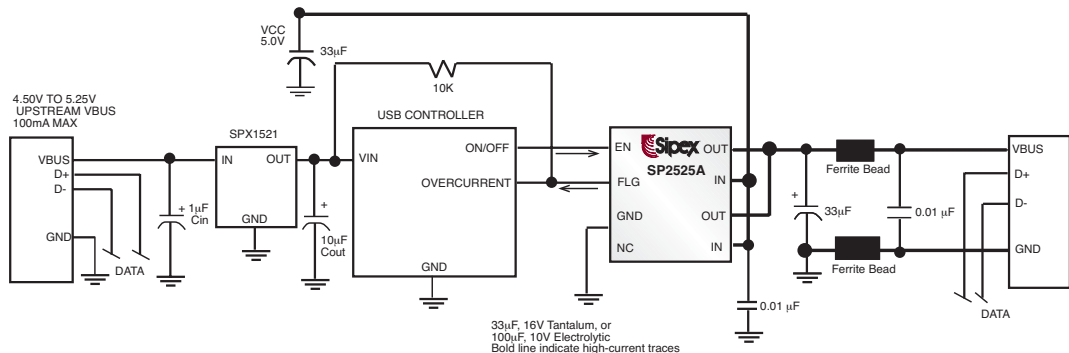 VCC
5.0V
33µF
10K
4.50V TO 5.25V
UPSTREAM VBUS
100mA MAX
USB CONTROLLER
SPX1521
VBUS
D+
D-
GND
DATA
+
1µF
Cin
IN
OUT
GND
+
10µF
Cout
VIN
ON/OFF
OVERCURRENT
GND
Sipex
SP2525A
EN
FLG
GND
NC
OUT
IN
OUT
IN
0.01 µF
+
33µF
Ferrite Bead
0.01 µF
Ferrite Bead
VBUS
D+
D-
GND
DATA
33µF, 16V Tantalum, or
100µF, 10V Electrolytic
Bold line indicate high-current traces